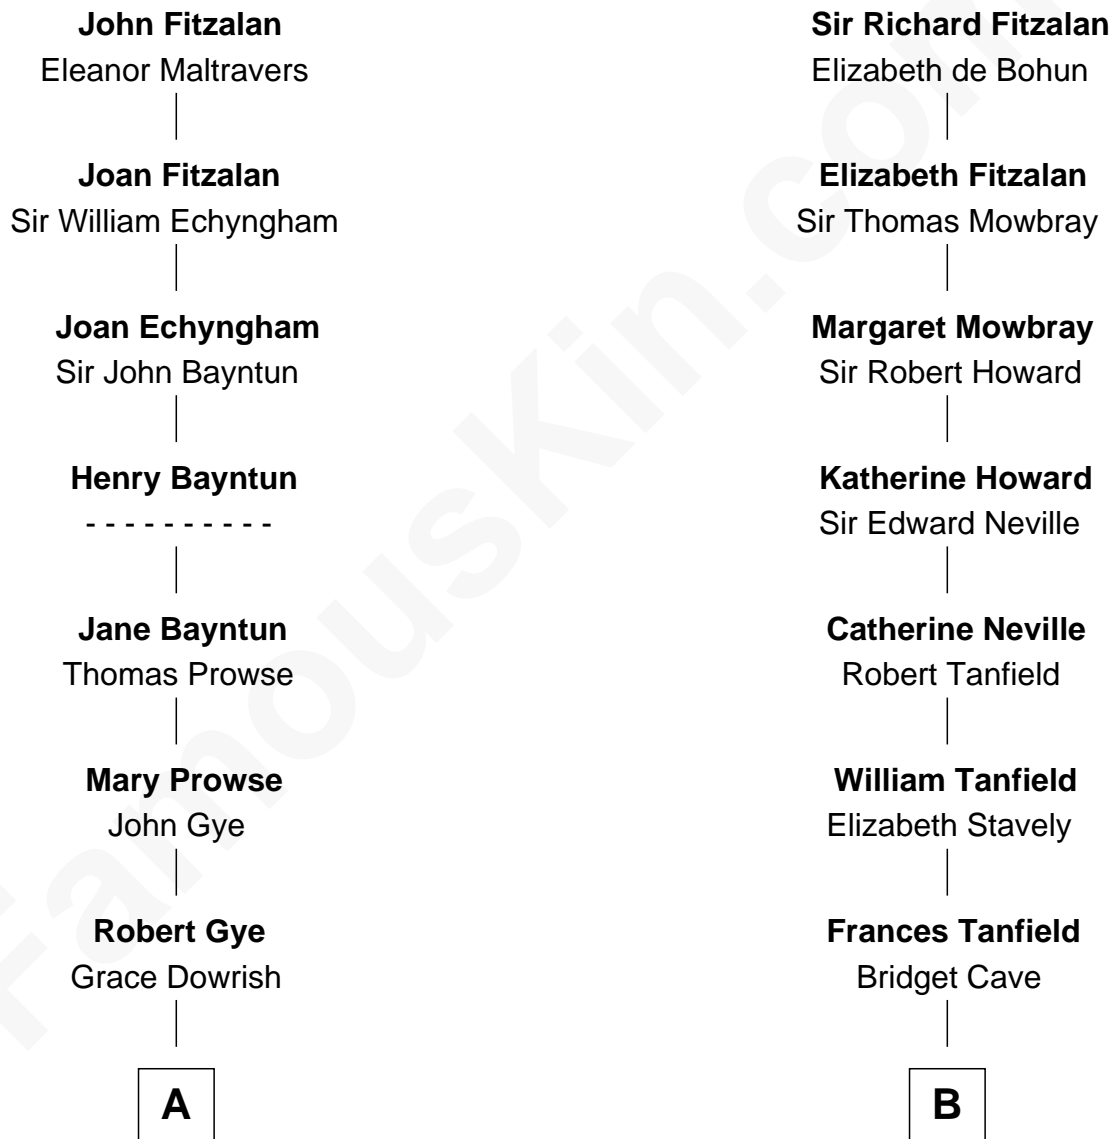 John Fitzalan
Eleanor Maltravers
Joan Fitzalan
Sir William Echyngham
Joan Echyngham
Sir John Bayntun
Henry Bayntun
- - - - - - - - - -
Jane Bayntun
Thomas Prowse
Mary Prowse
John Gye
Robert Gye
Grace Dowrish
A
Sir Richard Fitzalan
Elizabeth de Bohun
Elizabeth Fitzalan
Sir Thomas Mowbray
Margaret Mowbray
Sir Robert Howard
Katherine Howard
Sir Edward Neville
Catherine Neville
Robert Tanfield
William Tanfield
Elizabeth Stavely
Frances Tanfield
Bridget Cave
B
FamousKin.com